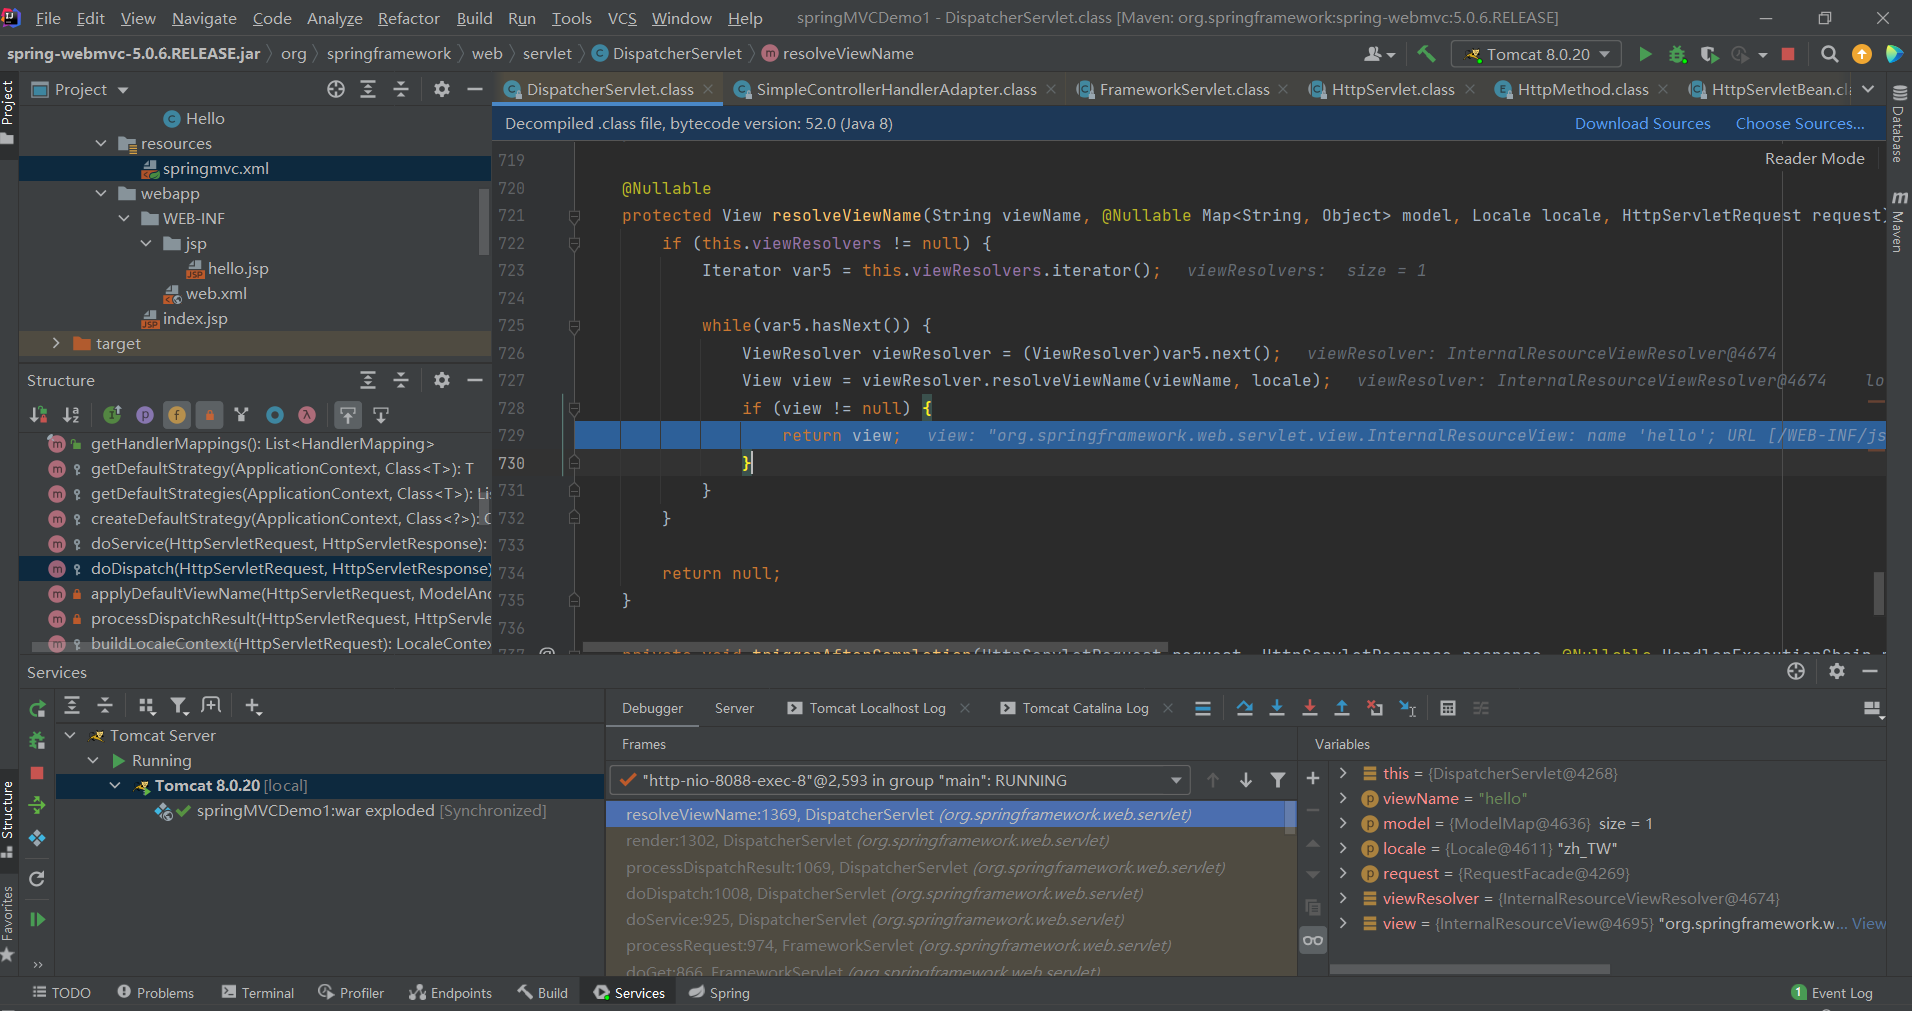 File Edit View Navigate Code Analyze Refactor Build Run Tools VCS Window Help springMVCDemo1 - DispatcherServlet.class [Maven: org.springframework:spring-webmvc:5.0.6.RELEASE]
spring-webmvc-5.0.6.RELEASE.jar org springframework web servlet DispatcherServlet resolveViewName Tomcat 8.0.20
Project
Project
Hello
resources
springmvc.xml
webapp
WEB-INF
jsp
hello.jsp
web.xml
index.jsp
target
Structure
getHandlerMappings(): List<HandlerMapping>
getDefaultStrategy(ApplicationContext, Class<T>): T
getDefaultStrategies(ApplicationContext, Class<T>): Li
createDefaultStrategy(ApplicationContext, Class<?>):
doService(HttpServletRequest, HttpServletResponse):
doDispatch(HttpServletRequest, HttpServletResponse)
applyDefaultViewName(HttpServletRequest, ModelAnd
processDispatchResult(HttpServletRequest, HttpServle
buildLocaleContext(HttpServletRequest): LocaleContex
DispatcherServlet.class SimpleControllerHandlerAdapter.class FrameworkServlet.class HttpServlet.class HttpMethod.class HttpServletBean.cl
Decompiled .class file, bytecode version: 52.0 (Java 8) Download Sources Choose Sources...
Reader Mode
719
720 @Nullable
721 protected View resolveViewName(String viewName, @Nullable Map<String, Object> model, Locale locale, HttpServletRequest request)
722 if (this.viewResolvers != null) {
723 Iterator var5 = this.viewResolvers.iterator(); viewResolvers: size = 1
724
725 while(var5.hasNext()) {
726 ViewResolver viewResolver = (ViewResolver)var5.next(); viewResolver: InternalResourceViewResolver@4674
727 View view = viewResolver.resolveViewName(viewName, locale); viewResolver: InternalResourceViewResolver@4674 lo
728 if (view != null) {
729 return view; view: "org.springframework.web.servlet.view.InternalResourceView: name 'hello'; URL [/WEB-INF/js
730 }
731 }
732 }
733
734 return null;
735 }
736
737 private void triggerAfterCompletion(HttpServletRequest request, HttpServletResponse response, @Nullable HandlerExecutionChain
Database
Maven
Services
Tomcat Server
Running
Tomcat 8.0.20 [local]
springMVCDemo1:war exploded [Synchronized]
Debugger Server Tomcat Localhost Log Tomcat Catalina Log
Frames
"http-nio-8088-exec-8"@2,593 in group "main": RUNNING
resolveViewName:1369, DispatcherServlet (org.springframework.web.servlet)
render:1302, DispatcherServlet (org.springframework.web.servlet)
processDispatchResult:1069, DispatcherServlet (org.springframework.web.servlet)
doDispatch:1008, DispatcherServlet (org.springframework.web.servlet)
doService:925, DispatcherServlet (org.springframework.web.servlet)
processRequest:974, FrameworkServlet (org.springframework.web.servlet)
doGet:866, FrameworkServlet (org.springframework.web.servlet)
Variables
this = {DispatcherServlet@4268}
viewName = "hello"
model = {ModelMap@4636} size = 1
locale = {Locale@4611} "zh_TW"
request = {RequestFacade@4269}
viewResolver = {InternalResourceViewResolver@4674}
view = {InternalResourceView@4695} "org.springframework.w... View
Structure
Favorites
TODO Problems Terminal Profiler Endpoints Build Services Spring 1 Event Log